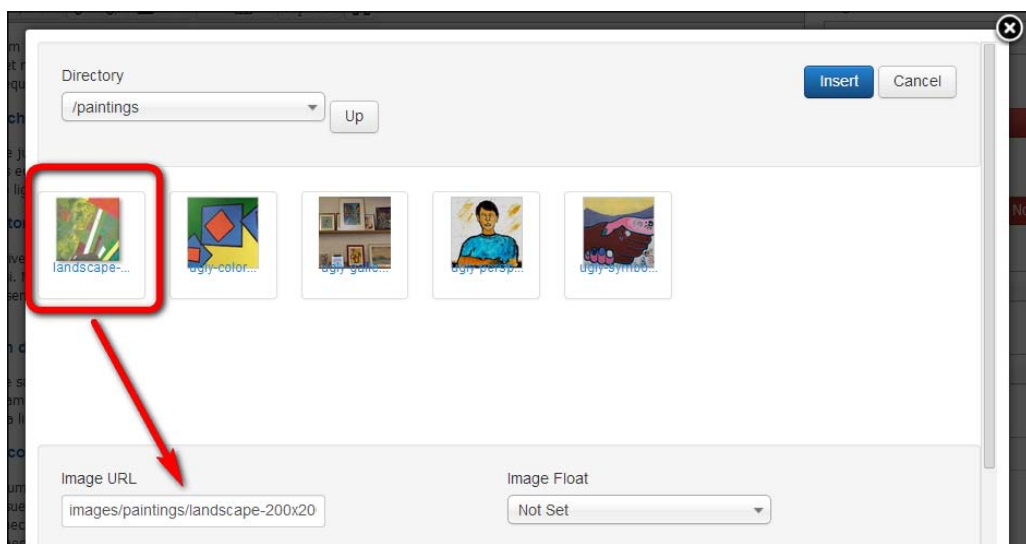 Directory
Insert
Cancel
/paintings
Up
landscape-...
ugly-color...
ugly-galle...
ugly-persp...
ugly-symbo...
Image URL
Image Float
images/paintings/landscape-200x20
Not Set